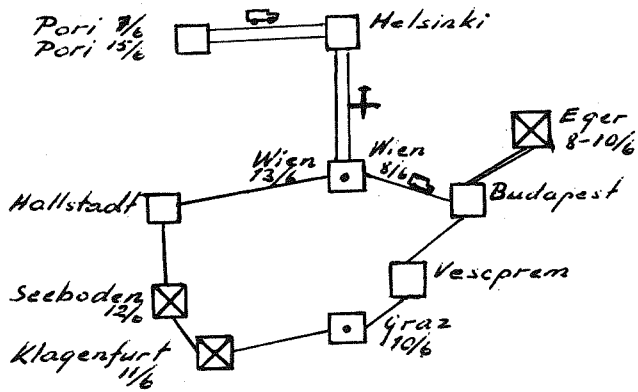 Pori 7/6
Pori 15/6
Helsinki
Eger
8-10/6
Wien
13/6
Wien
8/6
Budapest
Hallstadt
Vescprem
Seeboden
12/6
Graz
10/6
Klagenfurt
11/6